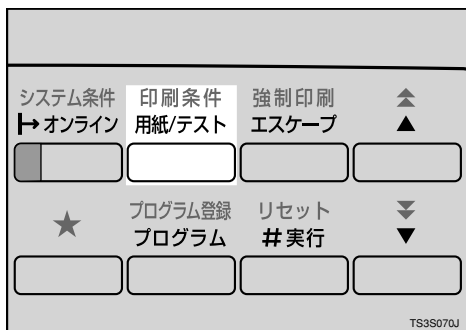 システム条件 印刷条件 強制印刷
オンライン 用紙/テスト エスケープ ▲
★ プログラム登録 リセット
プログラム #実行 ▼
TS3S070J